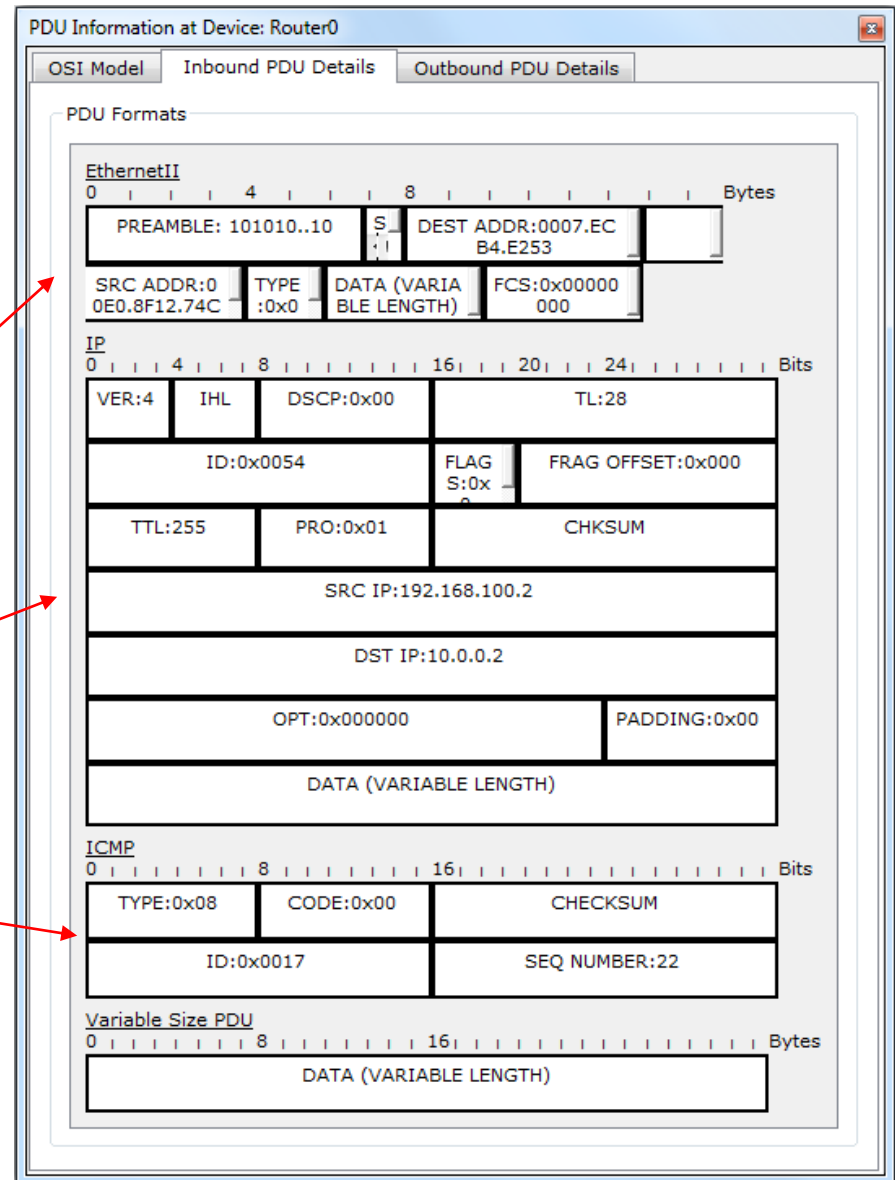 PDU Information at Device: Router0
OSI Model Inbound PDU Details Outbound PDU Details
PDU Formats
EthernetII
0 4 8 Bytes
PREAMBLE: 101010..10
S
DEST ADDR:0007.EC
B4.E253
SRC ADDR:0
0E0.8F12.74C
TYPE
:0x0
DATA (VARIA
BLE LENGTH)
FCS:0x00000
000
IP
0 4 8 16 20 24 Bits
VER:4 IHL DSCP:0x00 TL:28
ID:0x0054
FLAG
S:0x
FRAG OFFSET:0x000
TTL:255 PRO:0x01 CHKSUM
SRC IP:192.168.100.2
DST IP:10.0.0.2
OPT:0x000000 PADDING:0x00
DATA (VARIABLE LENGTH)
ICMP
0 8 16 Bits
TYPE:0x08 CODE:0x00 CHECKSUM
ID:0x0017 SEQ NUMBER:22
Variable Size PDU
0 8 16 Bytes
DATA (VARIABLE LENGTH)